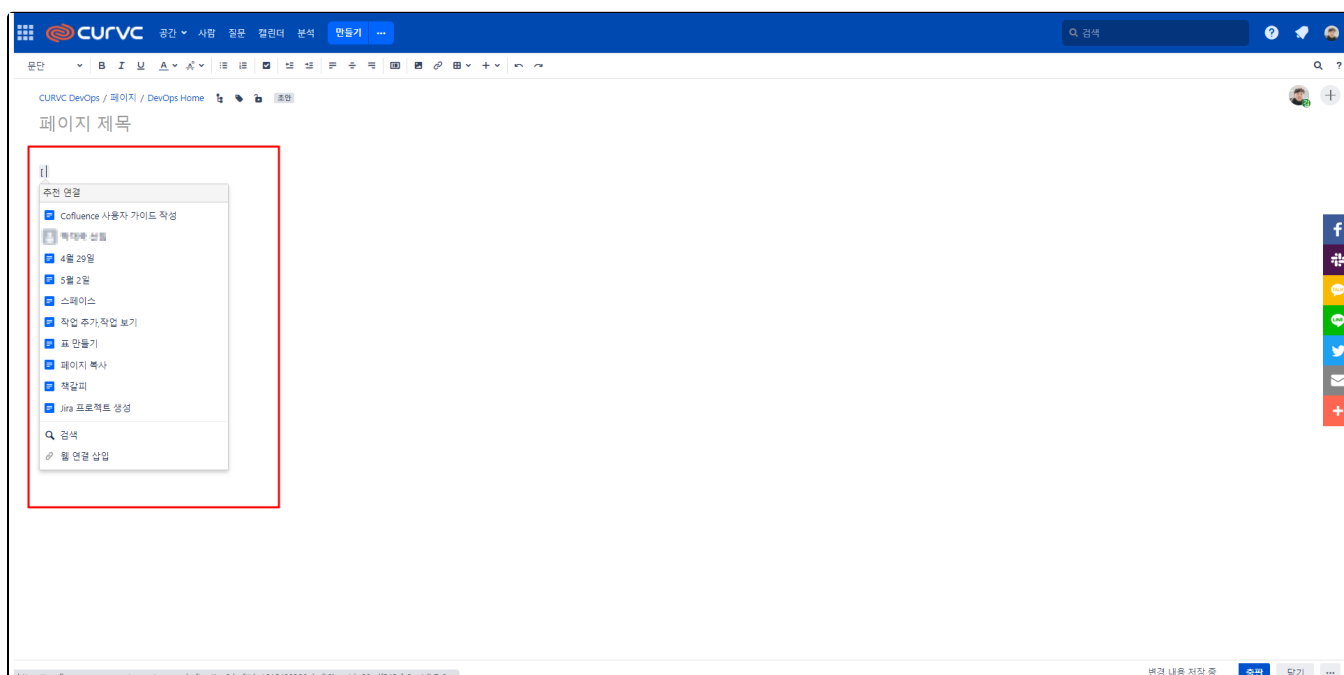 CURVC 공간 사람 질문 캘린더 분석 만들기 ... 검색 ?
문단 B I U A ?
CURVC DevOps / 페이지 / DevOps Home 초안
페이지 제목
[
추천 연결
Cofluence 사용자 가이드 작성
4월 29일
5월 2일
스페이스
작업 추가,작업 보기
표 만들기
페이지 복사
책갈피
Jira 프로젝트 생성
검색
웹 연결 삽입
TALK
LINE
변경 내용 저장 중 출판 닫기 ...